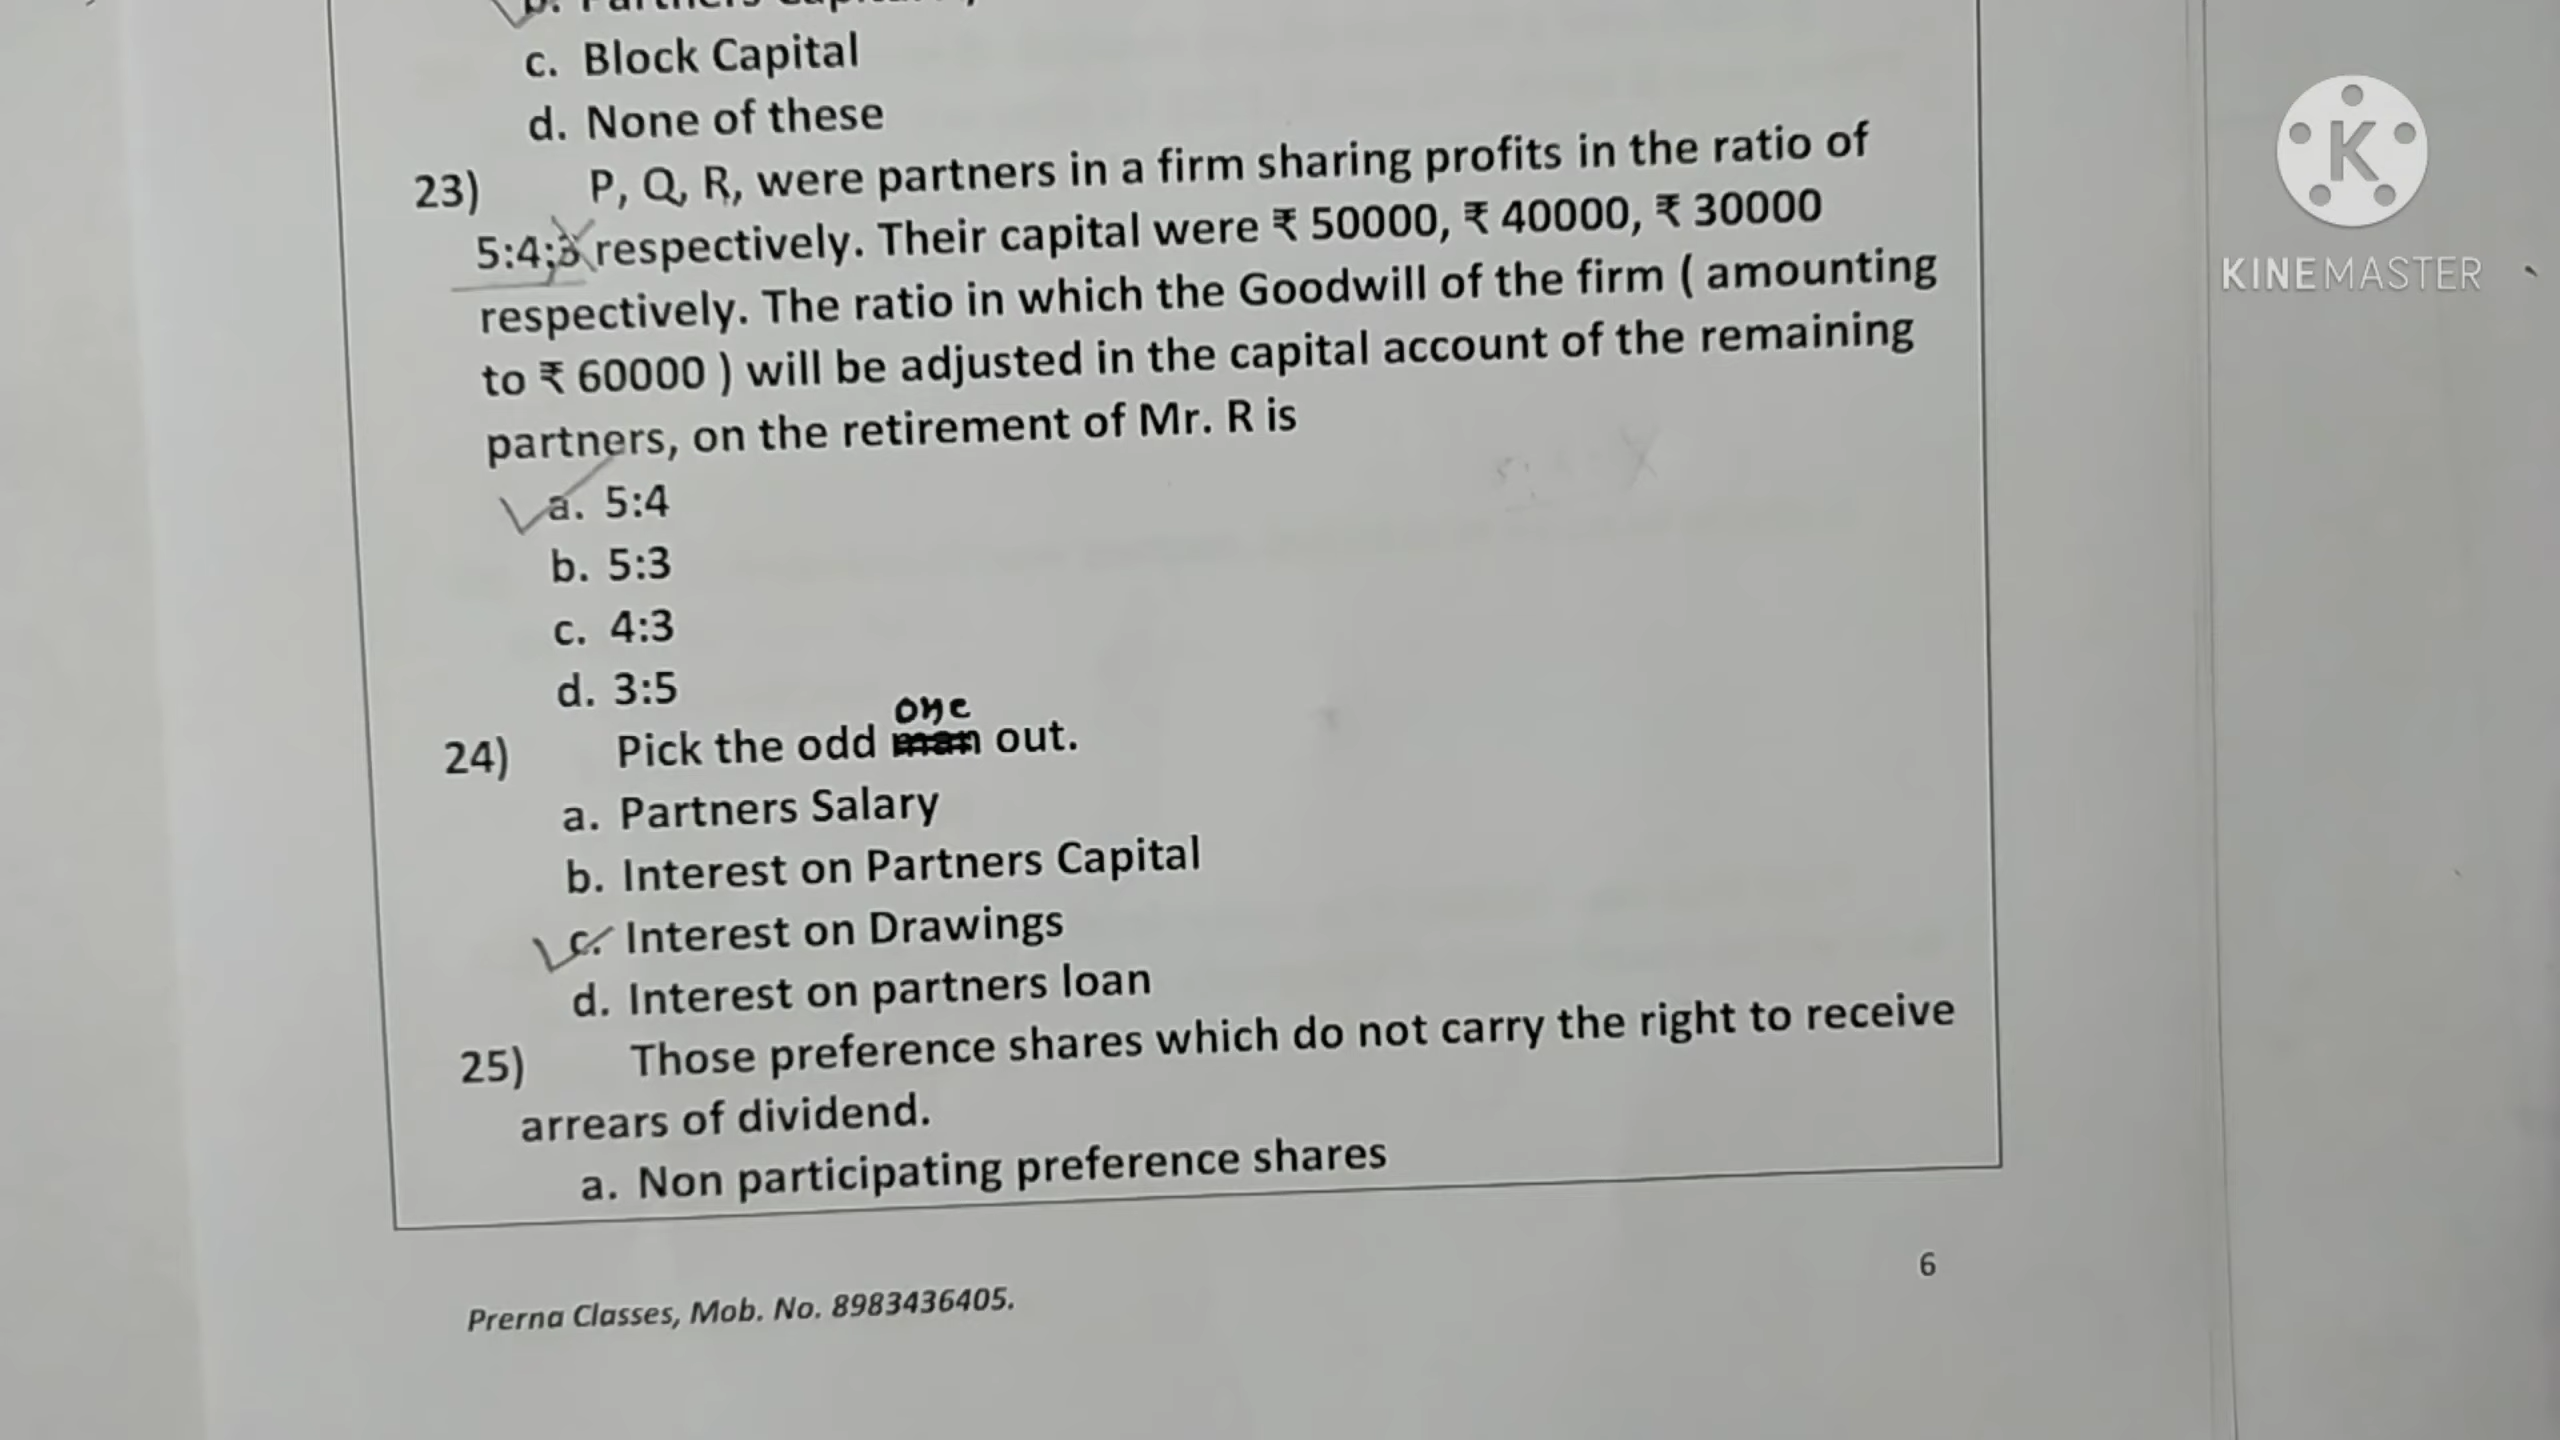 b. Partners Capital
c. Block Capital
d. None of these
23) P, Q, R, were partners in a firm sharing profits in the ratio of
5:4:3 respectively. Their capital were ₹ 50000, ₹ 40000, ₹ 30000
respectively. The ratio in which the Goodwill of the firm ( amounting
to ₹ 60000 ) will be adjusted in the capital account of the remaining
partners, on the retirement of Mr. R is
a. 5:4
b. 5:3
c. 4:3
d. 3:5
one
24) Pick the odd man out.
a. Partners Salary
b. Interest on Partners Capital
c. Interest on Drawings
d. Interest on partners loan
25) Those preference shares which do not carry the right to receive
arrears of dividend.
a. Non participating preference shares
6
Prerna Classes, Mob. No. 8983436405.
K
KINEMASTER